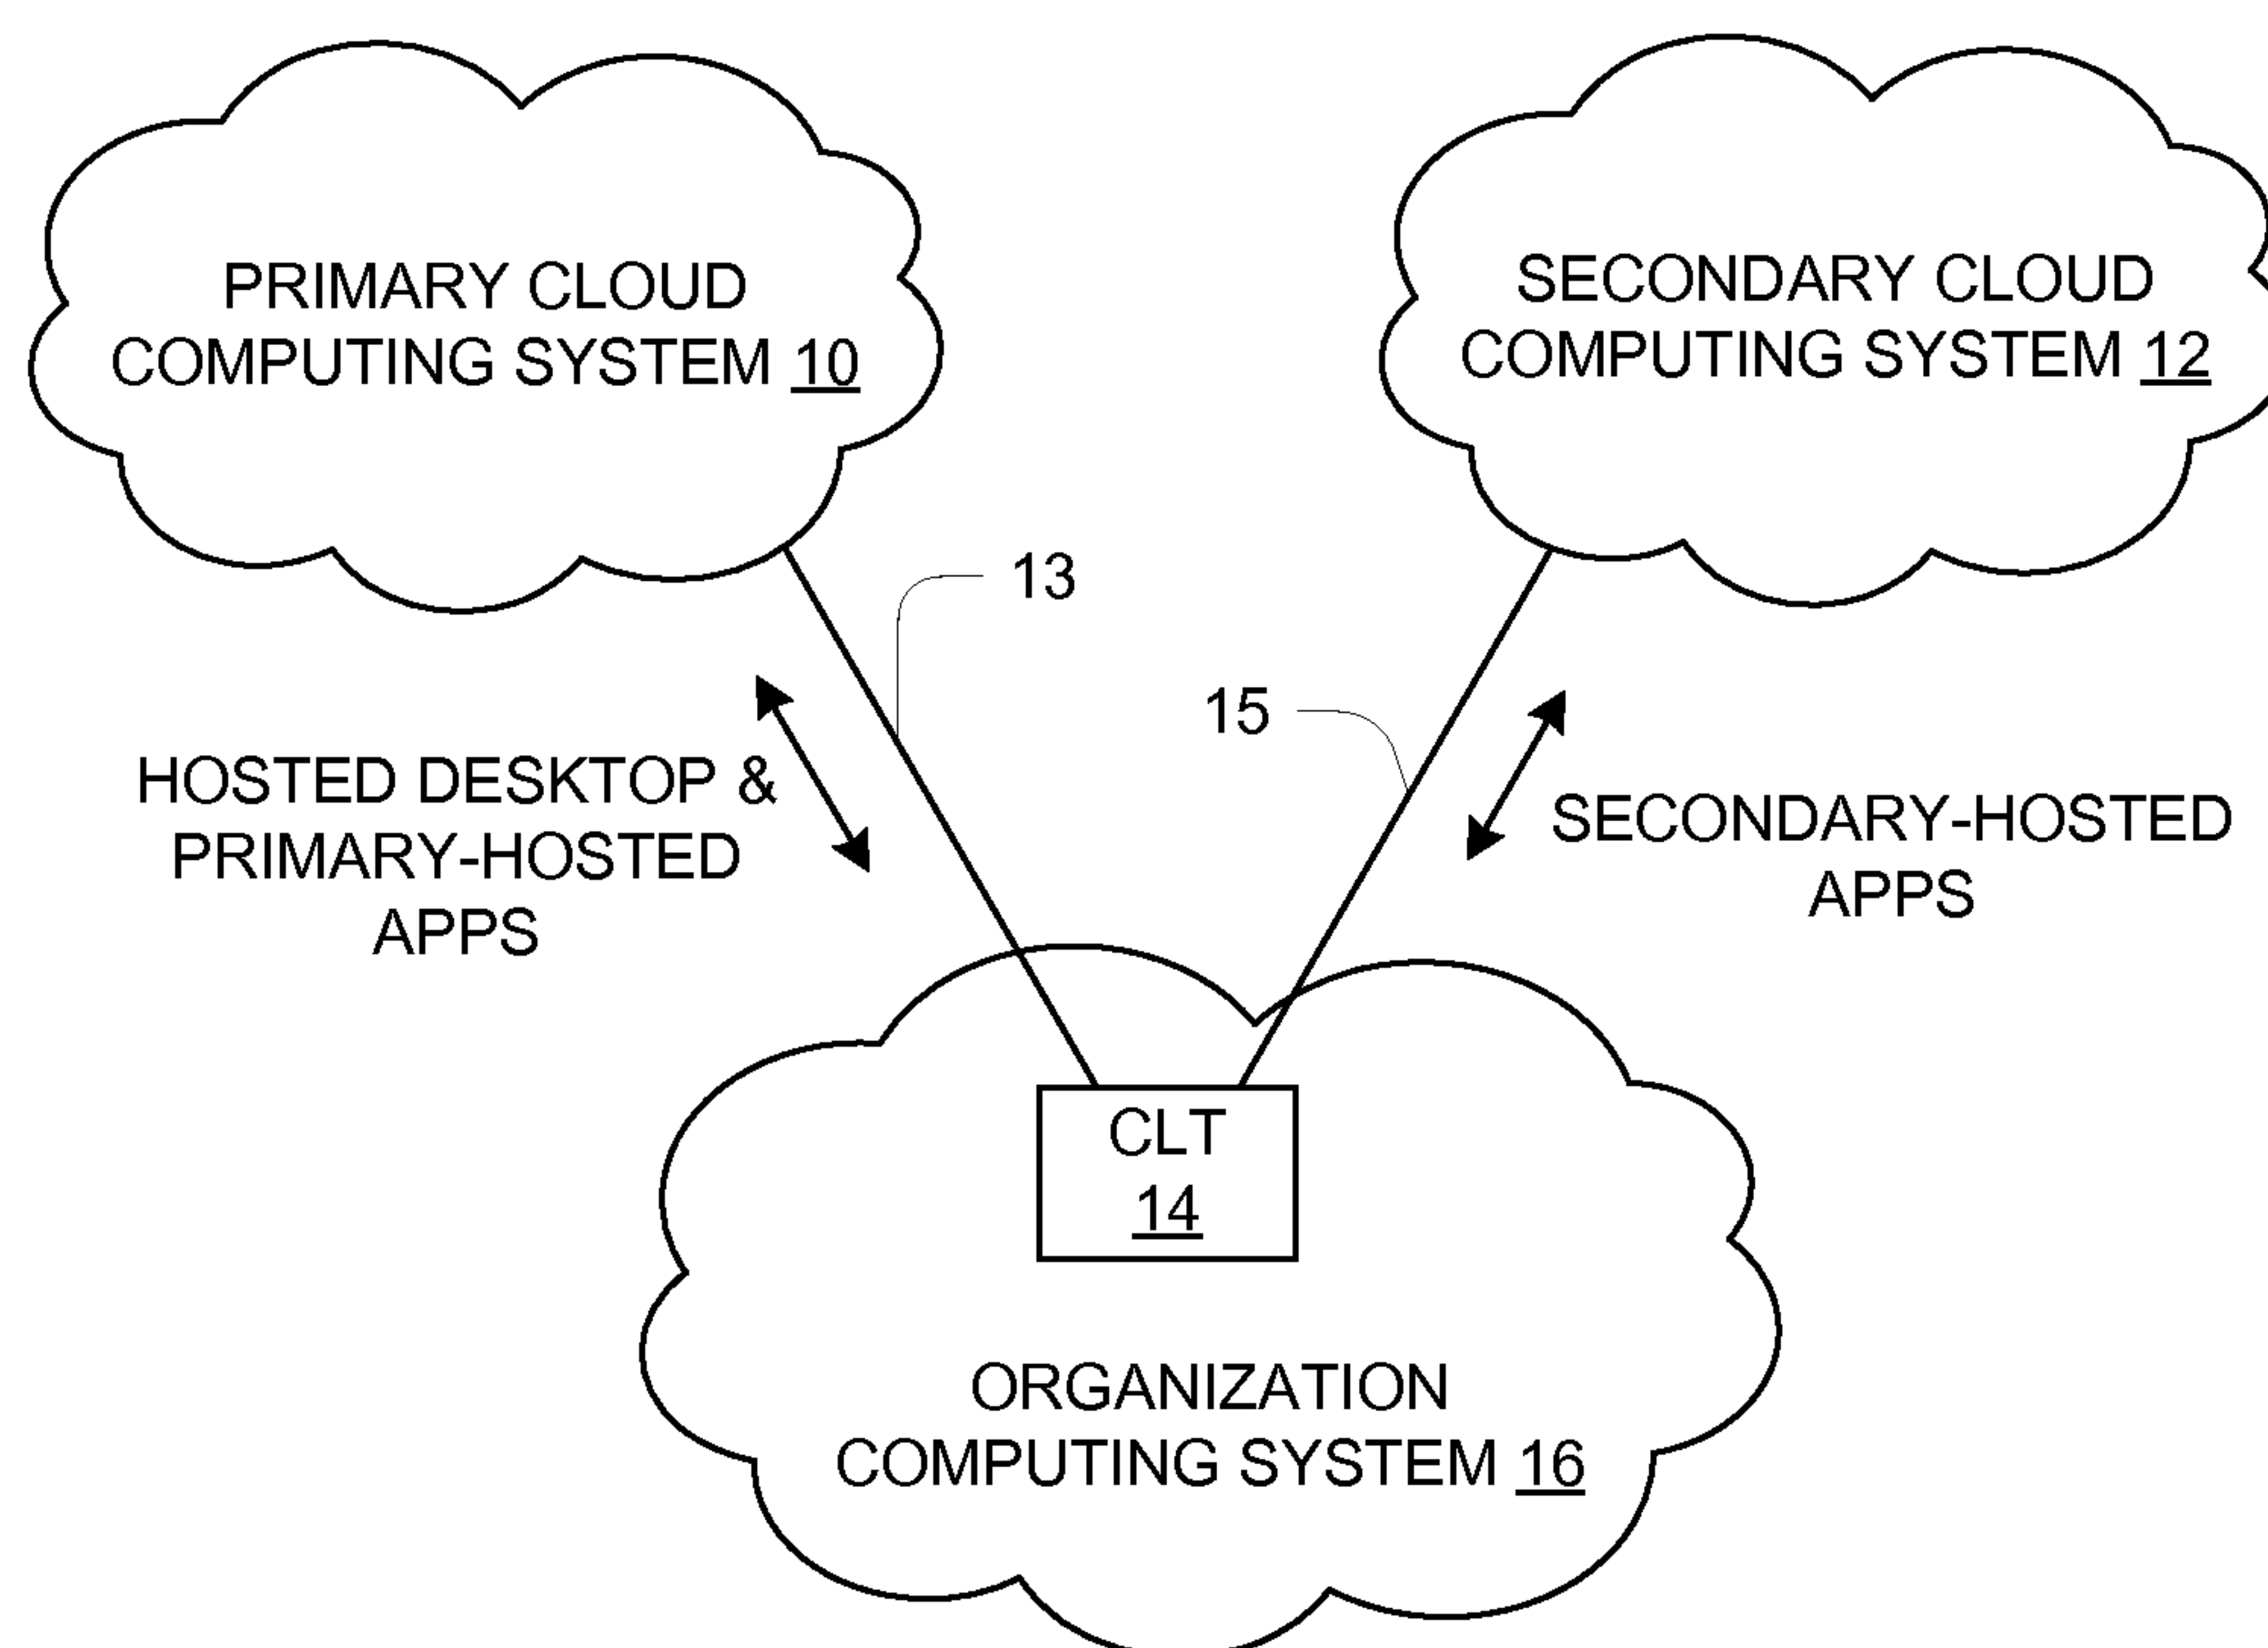 PRIMARY CLOUD
COMPUTING SYSTEM 10
SECONDARY CLOUD
COMPUTING SYSTEM 12
13
15
HOSTED DESKTOP &
PRIMARY-HOSTED
APPS
SECONDARY-HOSTED
APPS
CLT
14
ORGANIZATION
COMPUTING SYSTEM 16